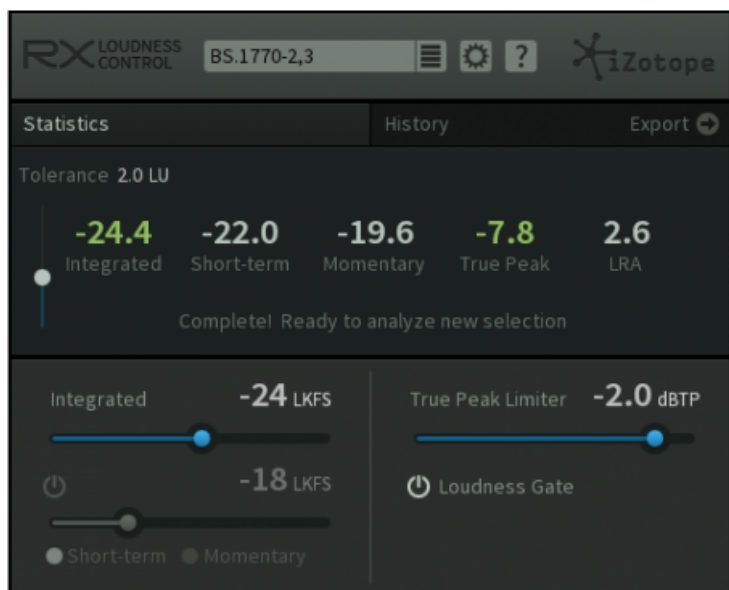 RX LOUDNESS CONTROL BS.1770-2,3 ? iZotope
Statistics History Export
Tolerance 2.0 LU
-24.4 -22.0 -19.6 -7.8 2.6
Integrated Short-term Momentary True Peak LRA
Complete! Ready to analyze new selection
Integrated -24 LKFS True Peak Limiter -2.0 dBTP
-18 LKFS Loudness Gate
Short-term Momentary